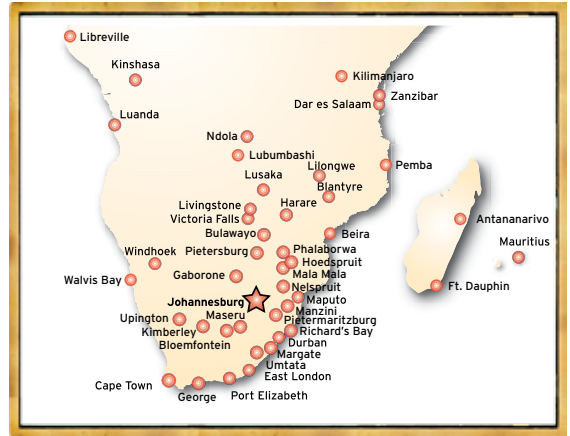 Libreville
Kinshasa
Kilimanjaro
Zanzibar
Dar es Salaam
Luanda
Ndola
Lubumbashi
Lilongwe
Pemba
Lusaka
Blantyre
Livingstone
Harare
Victoria Falls
Antananarivo
Bulawayo
Beira
Mauritius
Windhoek
Pietersburg
Phalaborwa
Hoedspruit
Walvis Bay
Gaborone
Mala Mala
Nelspruit
Ft. Dauphin
Johannesburg
Maputo
Manzini
Upington
Maseru
Pietermaritzburg
Kimberley
Richard's Bay
Bloemfontein
Durban
Margate
Umtata
East London
Cape Town
George
Port Elizabeth